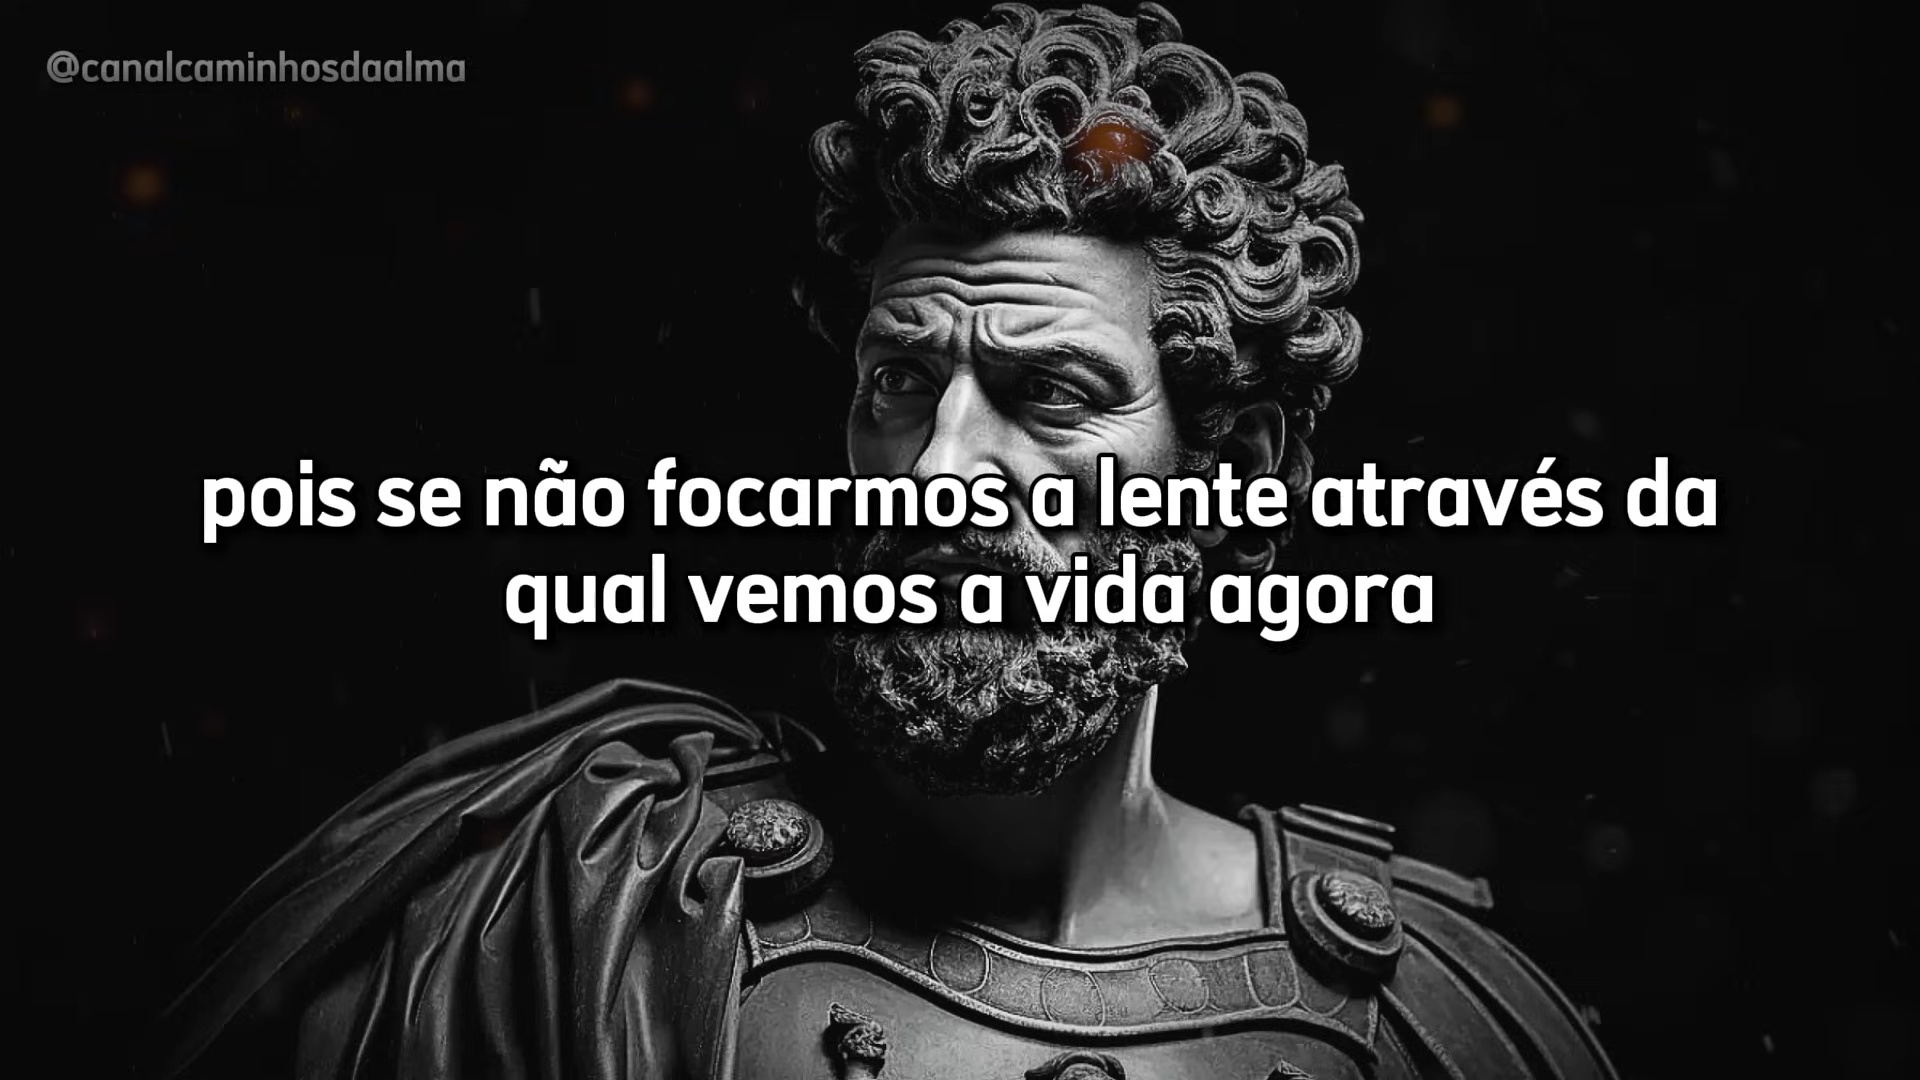 @canalcaminhosdaalma
pois se não focarmos a lente através da
qual vemos a vida agora